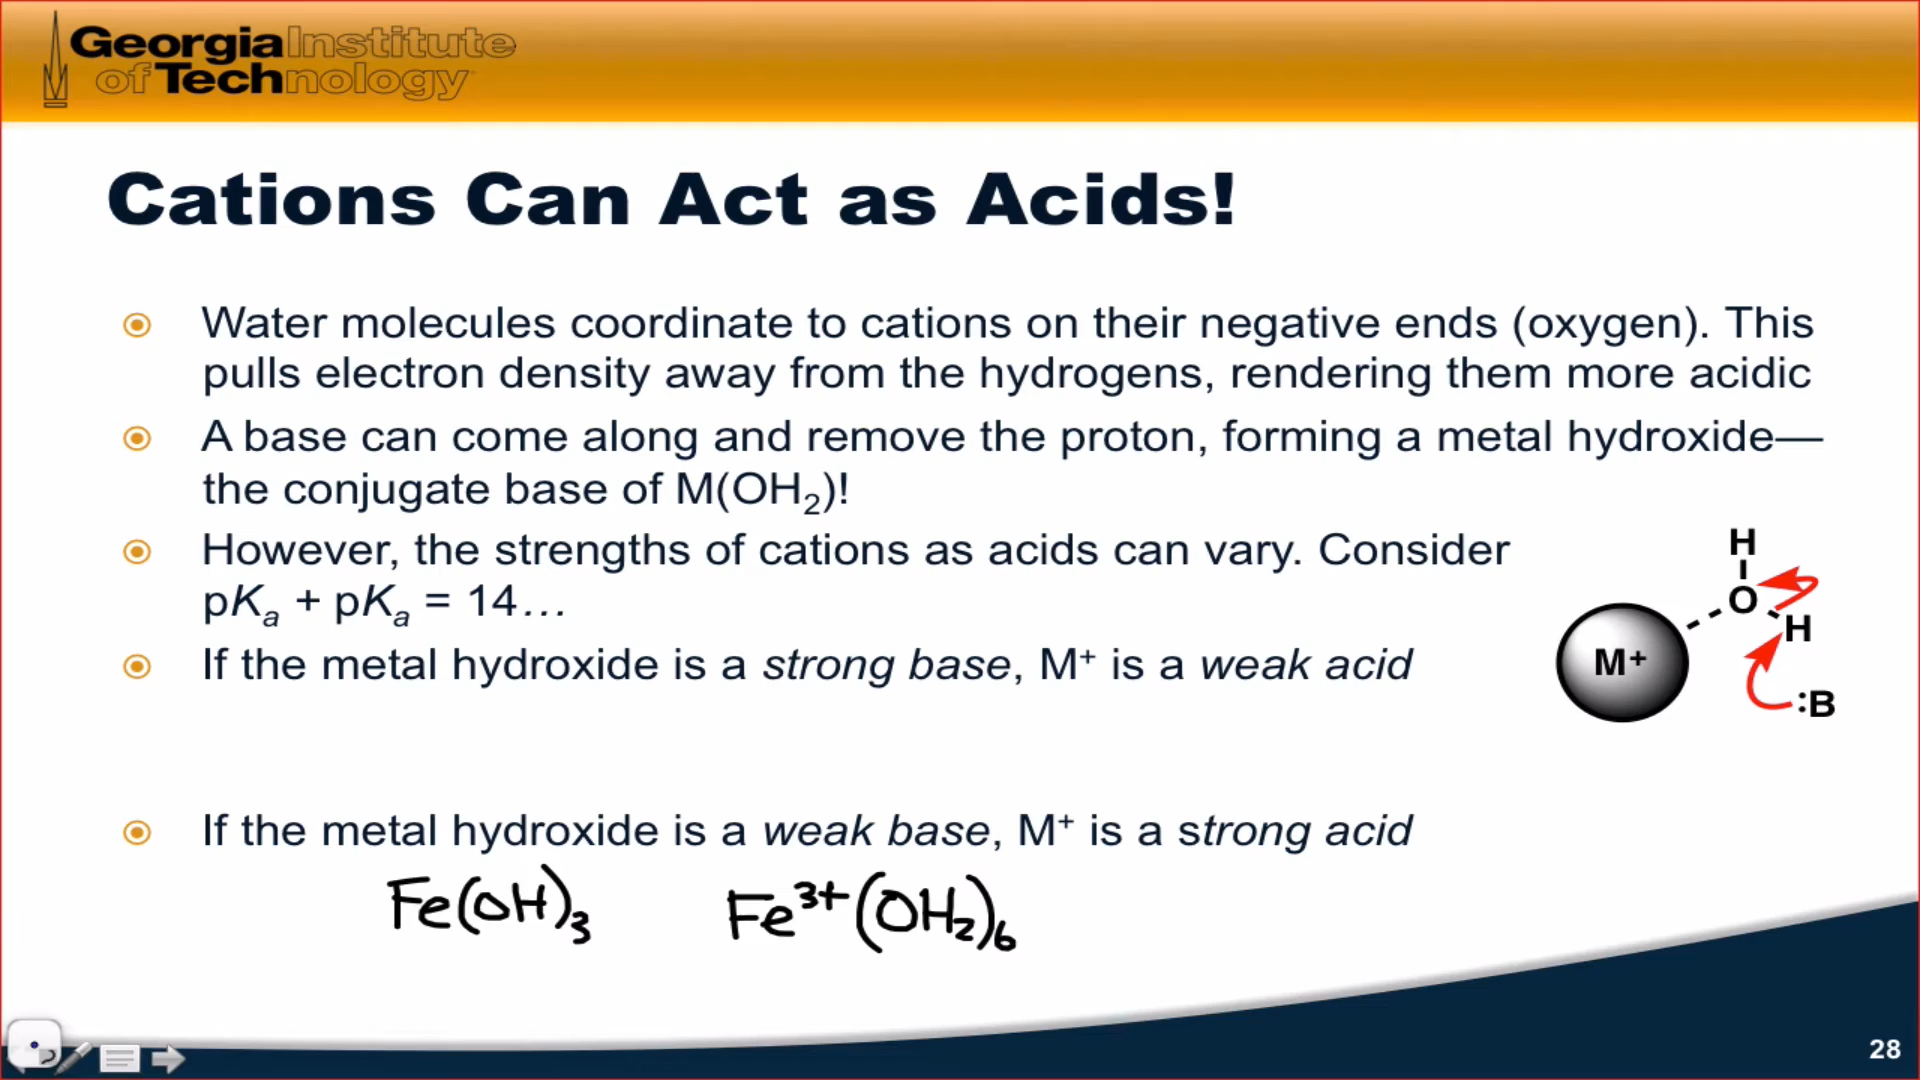 Georgia Institute
of Technology
Cations Can Act as Acids!
Water molecules coordinate to cations on their negative ends (oxygen). This
pulls electron density away from the hydrogens, rendering them more acidic
A base can come along and remove the proton, forming a metal hydroxide—
the conjugate base of M(OH₂)!
However, the strengths of cations as acids can vary. Consider
pKₐ + pKₐ = 14…
If the metal hydroxide is a strong base, M⁺ is a weak acid
H
O
H
M⁺
:B
If the metal hydroxide is a weak base, M⁺ is a strong acid
Fe(OH)₃ Fe³⁺(OH₂)₆
28